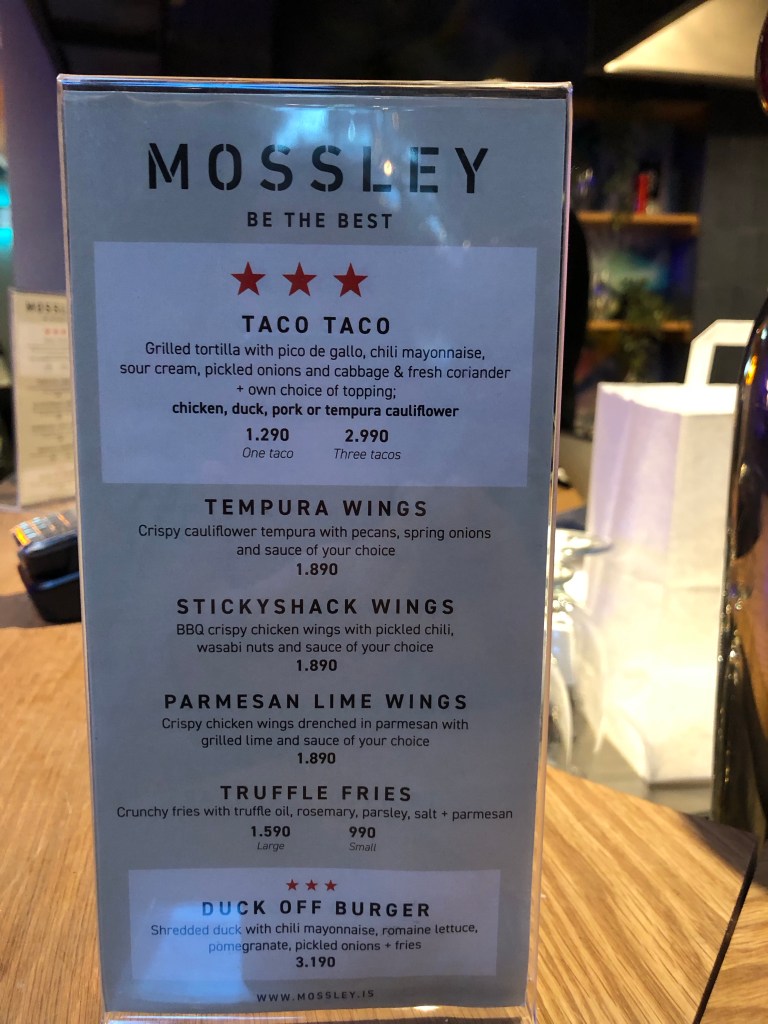 MOSSLEY
BE THE BEST
TACO TACO
Grilled tortilla with pico de gallo, chili mayonnaise,
sour cream, pickled onions and cabbage & fresh coriander
+ own choice of topping;
chicken, duck, pork or tempura cauliflower
1.290 2.990
One taco Three tacos
TEMPURA WINGS
Crispy cauliflower tempura with pecans, spring onions
and sauce of your choice
1.890
STICKYSHACK WINGS
BBQ crispy chicken wings with pickled chili,
wasabi nuts and sauce of your choice
1.890
PARMESAN LIME WINGS
Crispy chicken wings drenched in parmesan with
grilled lime and sauce of your choice
1.890
TRUFFLE FRIES
Crunchy fries with truffle oil, rosemary, parsley, salt + parmesan
1.590 990
Large Small
DUCK OFF BURGER
Shredded duck with chili mayonnaise, romaine lettuce,
pomegranate, pickled onions + fries
3.190
WWW.MOSSLEY.IS